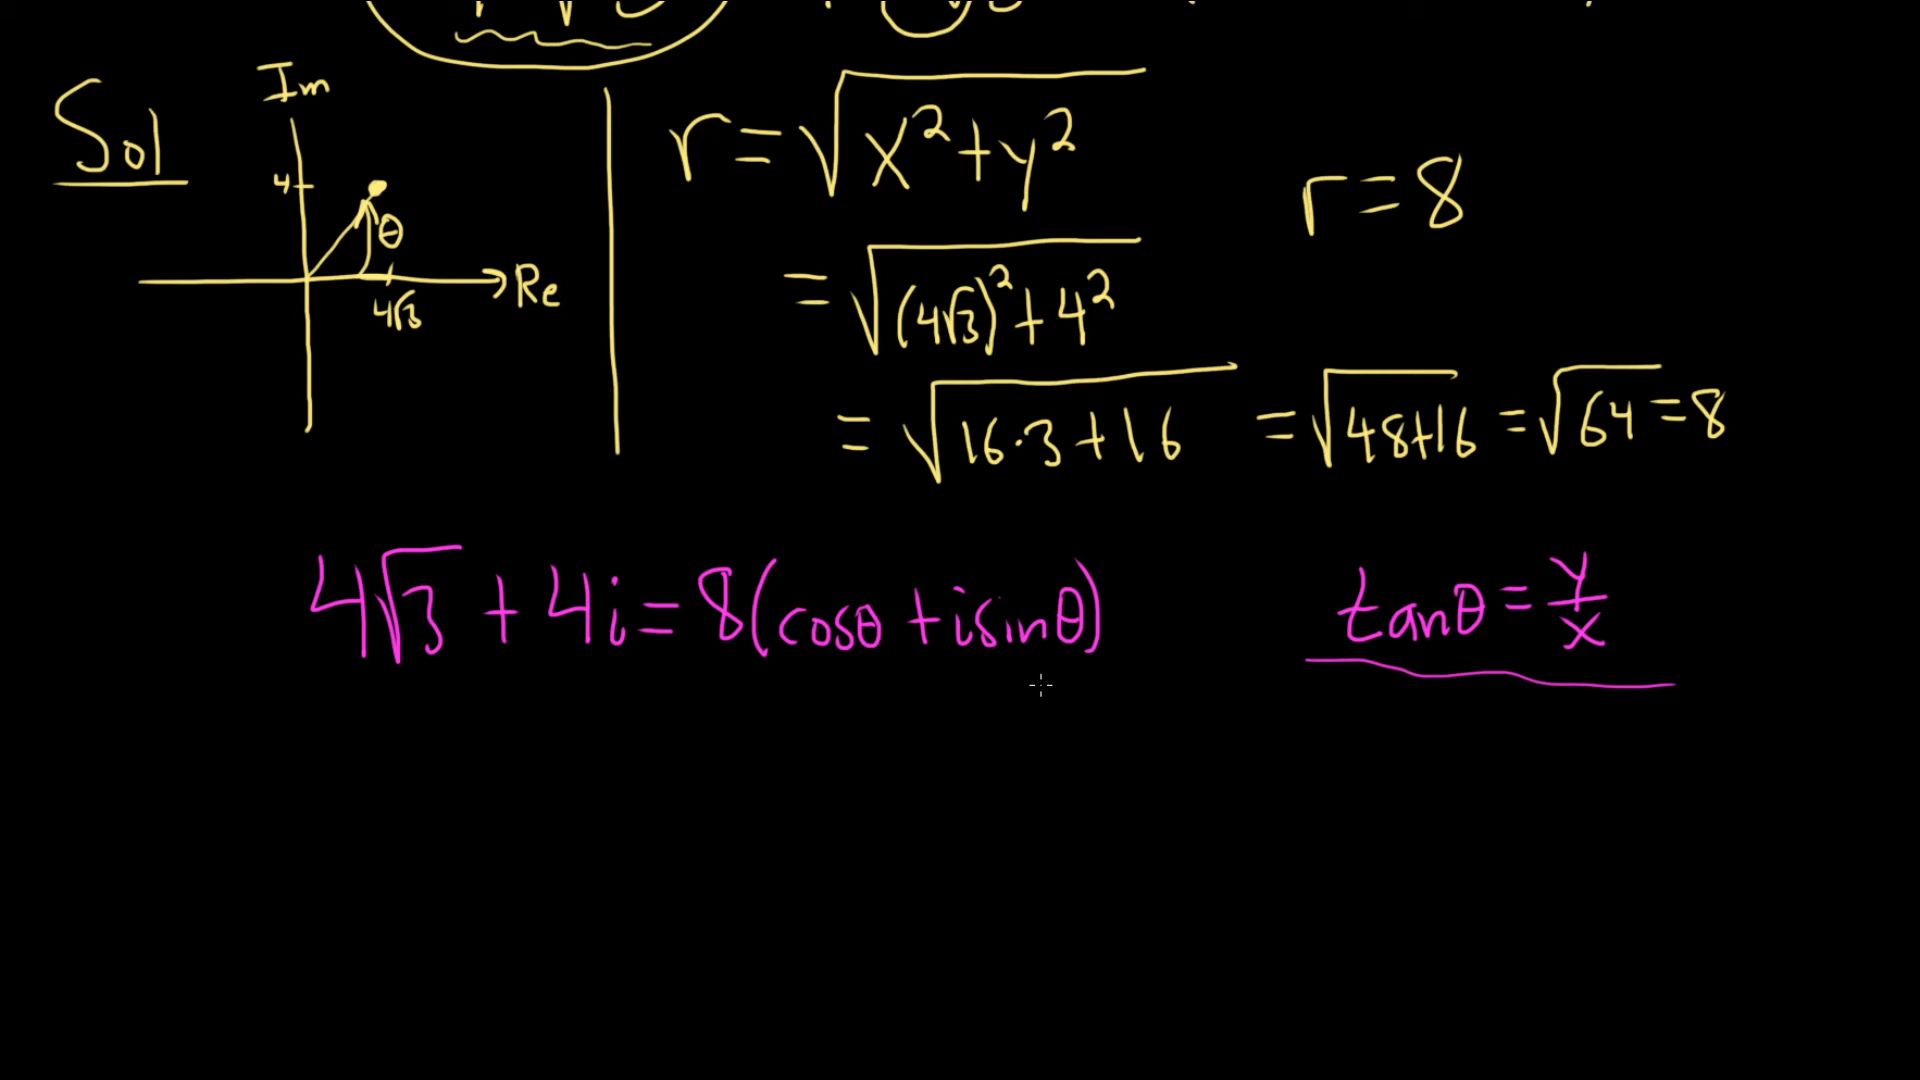 Sol
Im
4
θ
Re
4√3
r = √(x² + y²)
r = 8
= √((4√3)² + 4²)
= √(16·3 + 16) = √(48+16) = √64 = 8
4√3 + 4i = 8(cosθ + isinθ)
tanθ = y/x